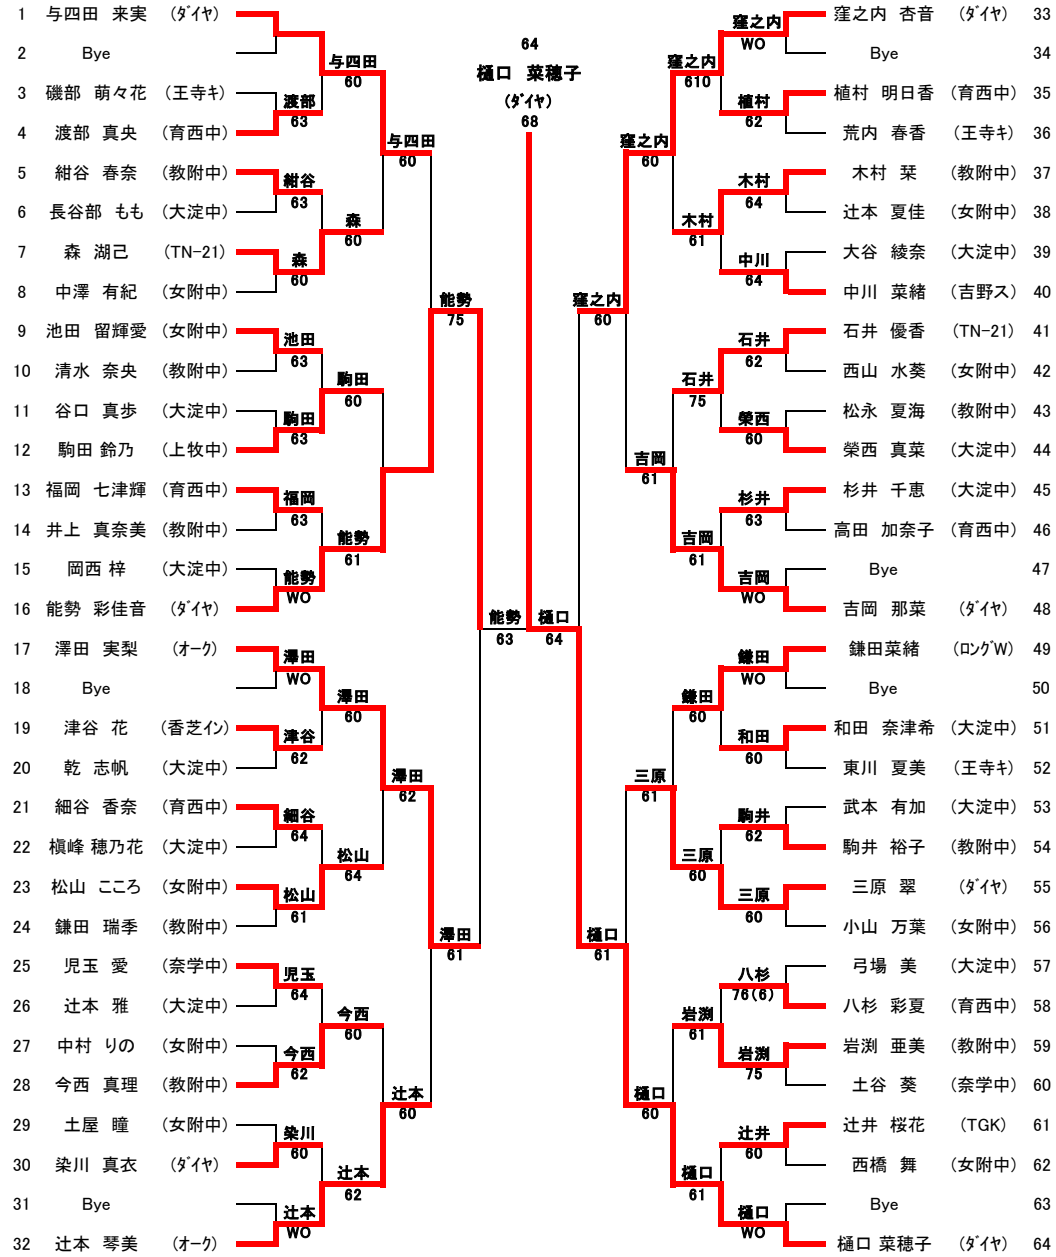 64
樋口 菜穂子
(ダイヤ)
68
1 与四田 来実 (ダイヤ)
2 Bye
3 磯部 萌々花 (王寺キ)
4 渡部 真央 (育西中)
5 紺谷 春奈 (教附中)
6 長谷部 もも (大淀中)
7 森 湖己 (TN-21)
8 中澤 有紀 (女附中)
9 池田 留輝愛 (女附中)
10 清水 奈央 (教附中)
11 谷口 真歩 (大淀中)
12 駒田 鈴乃 (上牧中)
13 福岡 七津輝 (育西中)
14 井上 真奈美 (教附中)
15 岡西 梓 (大淀中)
16 能勢 彩佳音 (ダイヤ)
17 澤田 実梨 (オーク)
18 Bye
19 津谷 花 (香芝イン)
20 乾 志帆 (大淀中)
21 細谷 香奈 (育西中)
22 槇峰 穂乃花 (大淀中)
23 松山 こころ (女附中)
24 鎌田 瑞季 (教附中)
25 児玉 愛 (奈学中)
26 辻本 雅 (大淀中)
27 中村 りの (女附中)
28 今西 真理 (教附中)
29 土屋 瞳 (女附中)
30 染川 真衣 (ダイヤ)
31 Bye
32 辻本 琴美 (オーク)
渡部
63
紺谷
63
森
60
池田
63
駒田
63
福岡
63
能勢
WO
澤田
WO
津谷
62
細谷
64
松山
61
児玉
64
今西
62
染川
60
辻本
WO
与四田
60
森
60
駒田
60
能勢
61
澤田
60
松山
64
今西
60
辻本
62
与四田
60
澤田
62
辻本
60
能勢
75
澤田
61
能勢
63
樋口
64
窪之内
60
樋口
61
窪之内
60
吉岡
61
三原
61
樋口
60
窪之内
610
木村
61
石井
75
吉岡
61
鎌田
60
三原
60
岩渕
61
樋口
61
窪之内
WO
植村
62
木村
64
中川
64
石井
62
榮西
60
杉井
63
吉岡
WO
鎌田
WO
和田
60
駒井
62
三原
60
八杉
76(6)
岩渕
75
辻井
60
樋口
WO
窪之内 杏音 (ダイヤ) 33
Bye 34
植村 明日香 (育西中) 35
荒内 春香 (王寺キ) 36
木村 栞 (教附中) 37
辻本 夏佳 (女附中) 38
大谷 綾奈 (大淀中) 39
中川 菜緒 (吉野ス) 40
石井 優香 (TN-21) 41
西山 水葵 (女附中) 42
松永 夏海 (教附中) 43
榮西 真菜 (大淀中) 44
杉井 千恵 (大淀中) 45
高田 加奈子 (育西中) 46
Bye 47
吉岡 那菜 (ダイヤ) 48
鎌田菜緒 (ロングW) 49
Bye 50
和田 奈津希 (大淀中) 51
東川 夏美 (王寺キ) 52
武本 有加 (大淀中) 53
駒井 裕子 (教附中) 54
三原 翠 (ダイヤ) 55
小山 万葉 (女附中) 56
弓場 美 (大淀中) 57
八杉 彩夏 (育西中) 58
岩渕 亜美 (教附中) 59
土谷 葵 (奈学中) 60
辻井 桜花 (TGK) 61
西橋 舞 (女附中) 62
Bye 63
樋口 菜穂子 (ダイヤ) 64